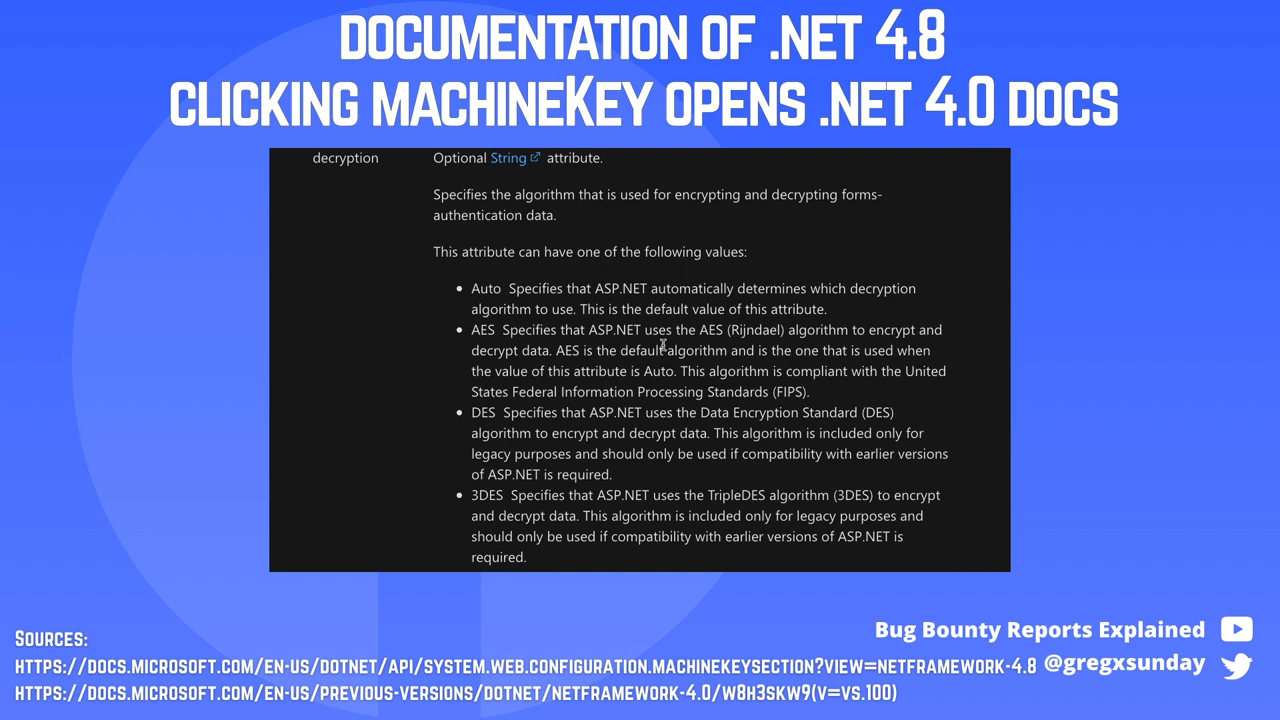 DOCUMENTATION OF .NET 4.8
CLICKING MACHINEKEY OPENS .NET 4.0 DOCS
decryption
Optional String attribute.
Specifies the algorithm that is used for encrypting and decrypting forms-
authentication data.
This attribute can have one of the following values:
• Auto Specifies that ASP.NET automatically determines which decryption
algorithm to use. This is the default value of this attribute.
• AES Specifies that ASP.NET uses the AES (Rijndael) algorithm to encrypt and
decrypt data. AES is the default algorithm and is the one that is used when
the value of this attribute is Auto. This algorithm is compliant with the United
States Federal Information Processing Standards (FIPS).
• DES Specifies that ASP.NET uses the Data Encryption Standard (DES)
algorithm to encrypt and decrypt data. This algorithm is included only for
legacy purposes and should only be used if compatibility with earlier versions
of ASP.NET is required.
• 3DES Specifies that ASP.NET uses the TripleDES algorithm (3DES) to encrypt
and decrypt data. This algorithm is included only for legacy purposes and
should only be used if compatibility with earlier versions of ASP.NET is
required.
SOURCES:
HTTPS://DOCS.MICROSOFT.COM/EN-US/DOTNET/API/SYSTEM.WEB.CONFIGURATION.MACHINEKEYSECTION?VIEW=NETFRAMEWORK-4.8
HTTPS://DOCS.MICROSOFT.COM/EN-US/PREVIOUS-VERSIONS/DOTNET/NETFRAMEWORK-4.0/W8H3SKW9(V=VS.100)
Bug Bounty Reports Explained
@gregxsunday